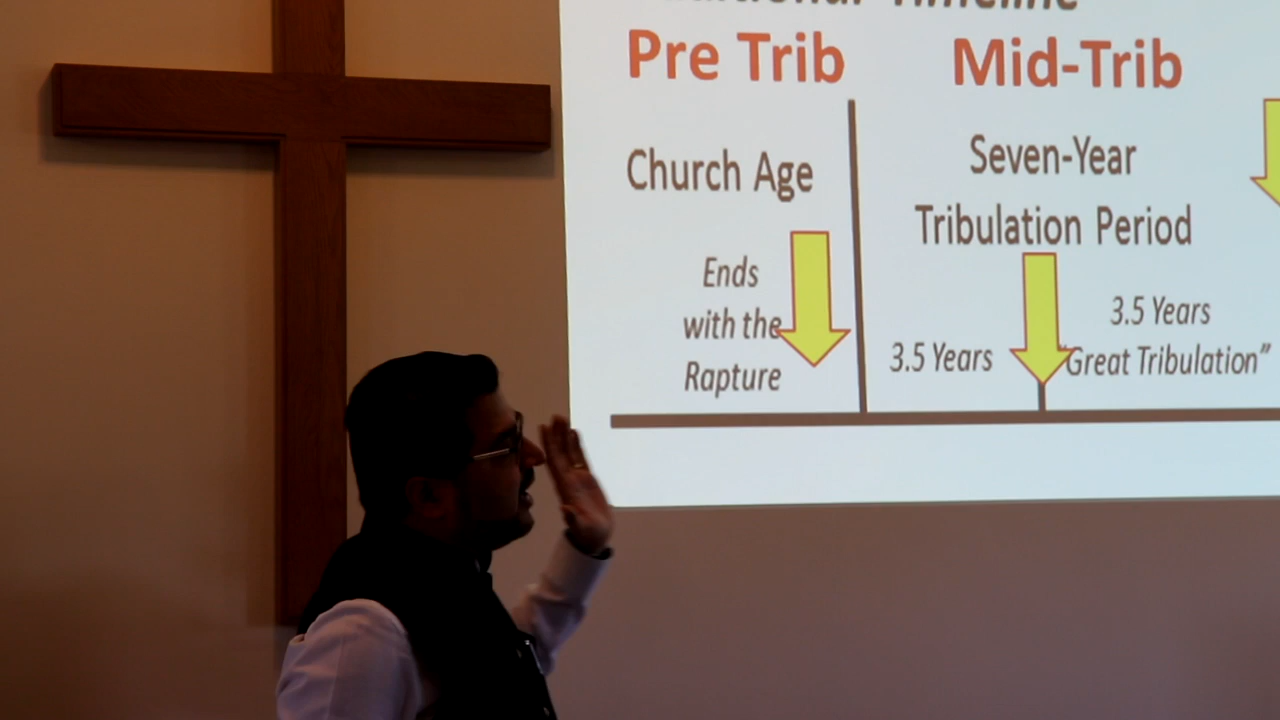 Timeline
Pre Trib
Mid-Trib
Church Age
Seven-Year
Tribulation Period
Ends
with the
Rapture
3.5 Years
3.5 Years
"Great Tribulation"